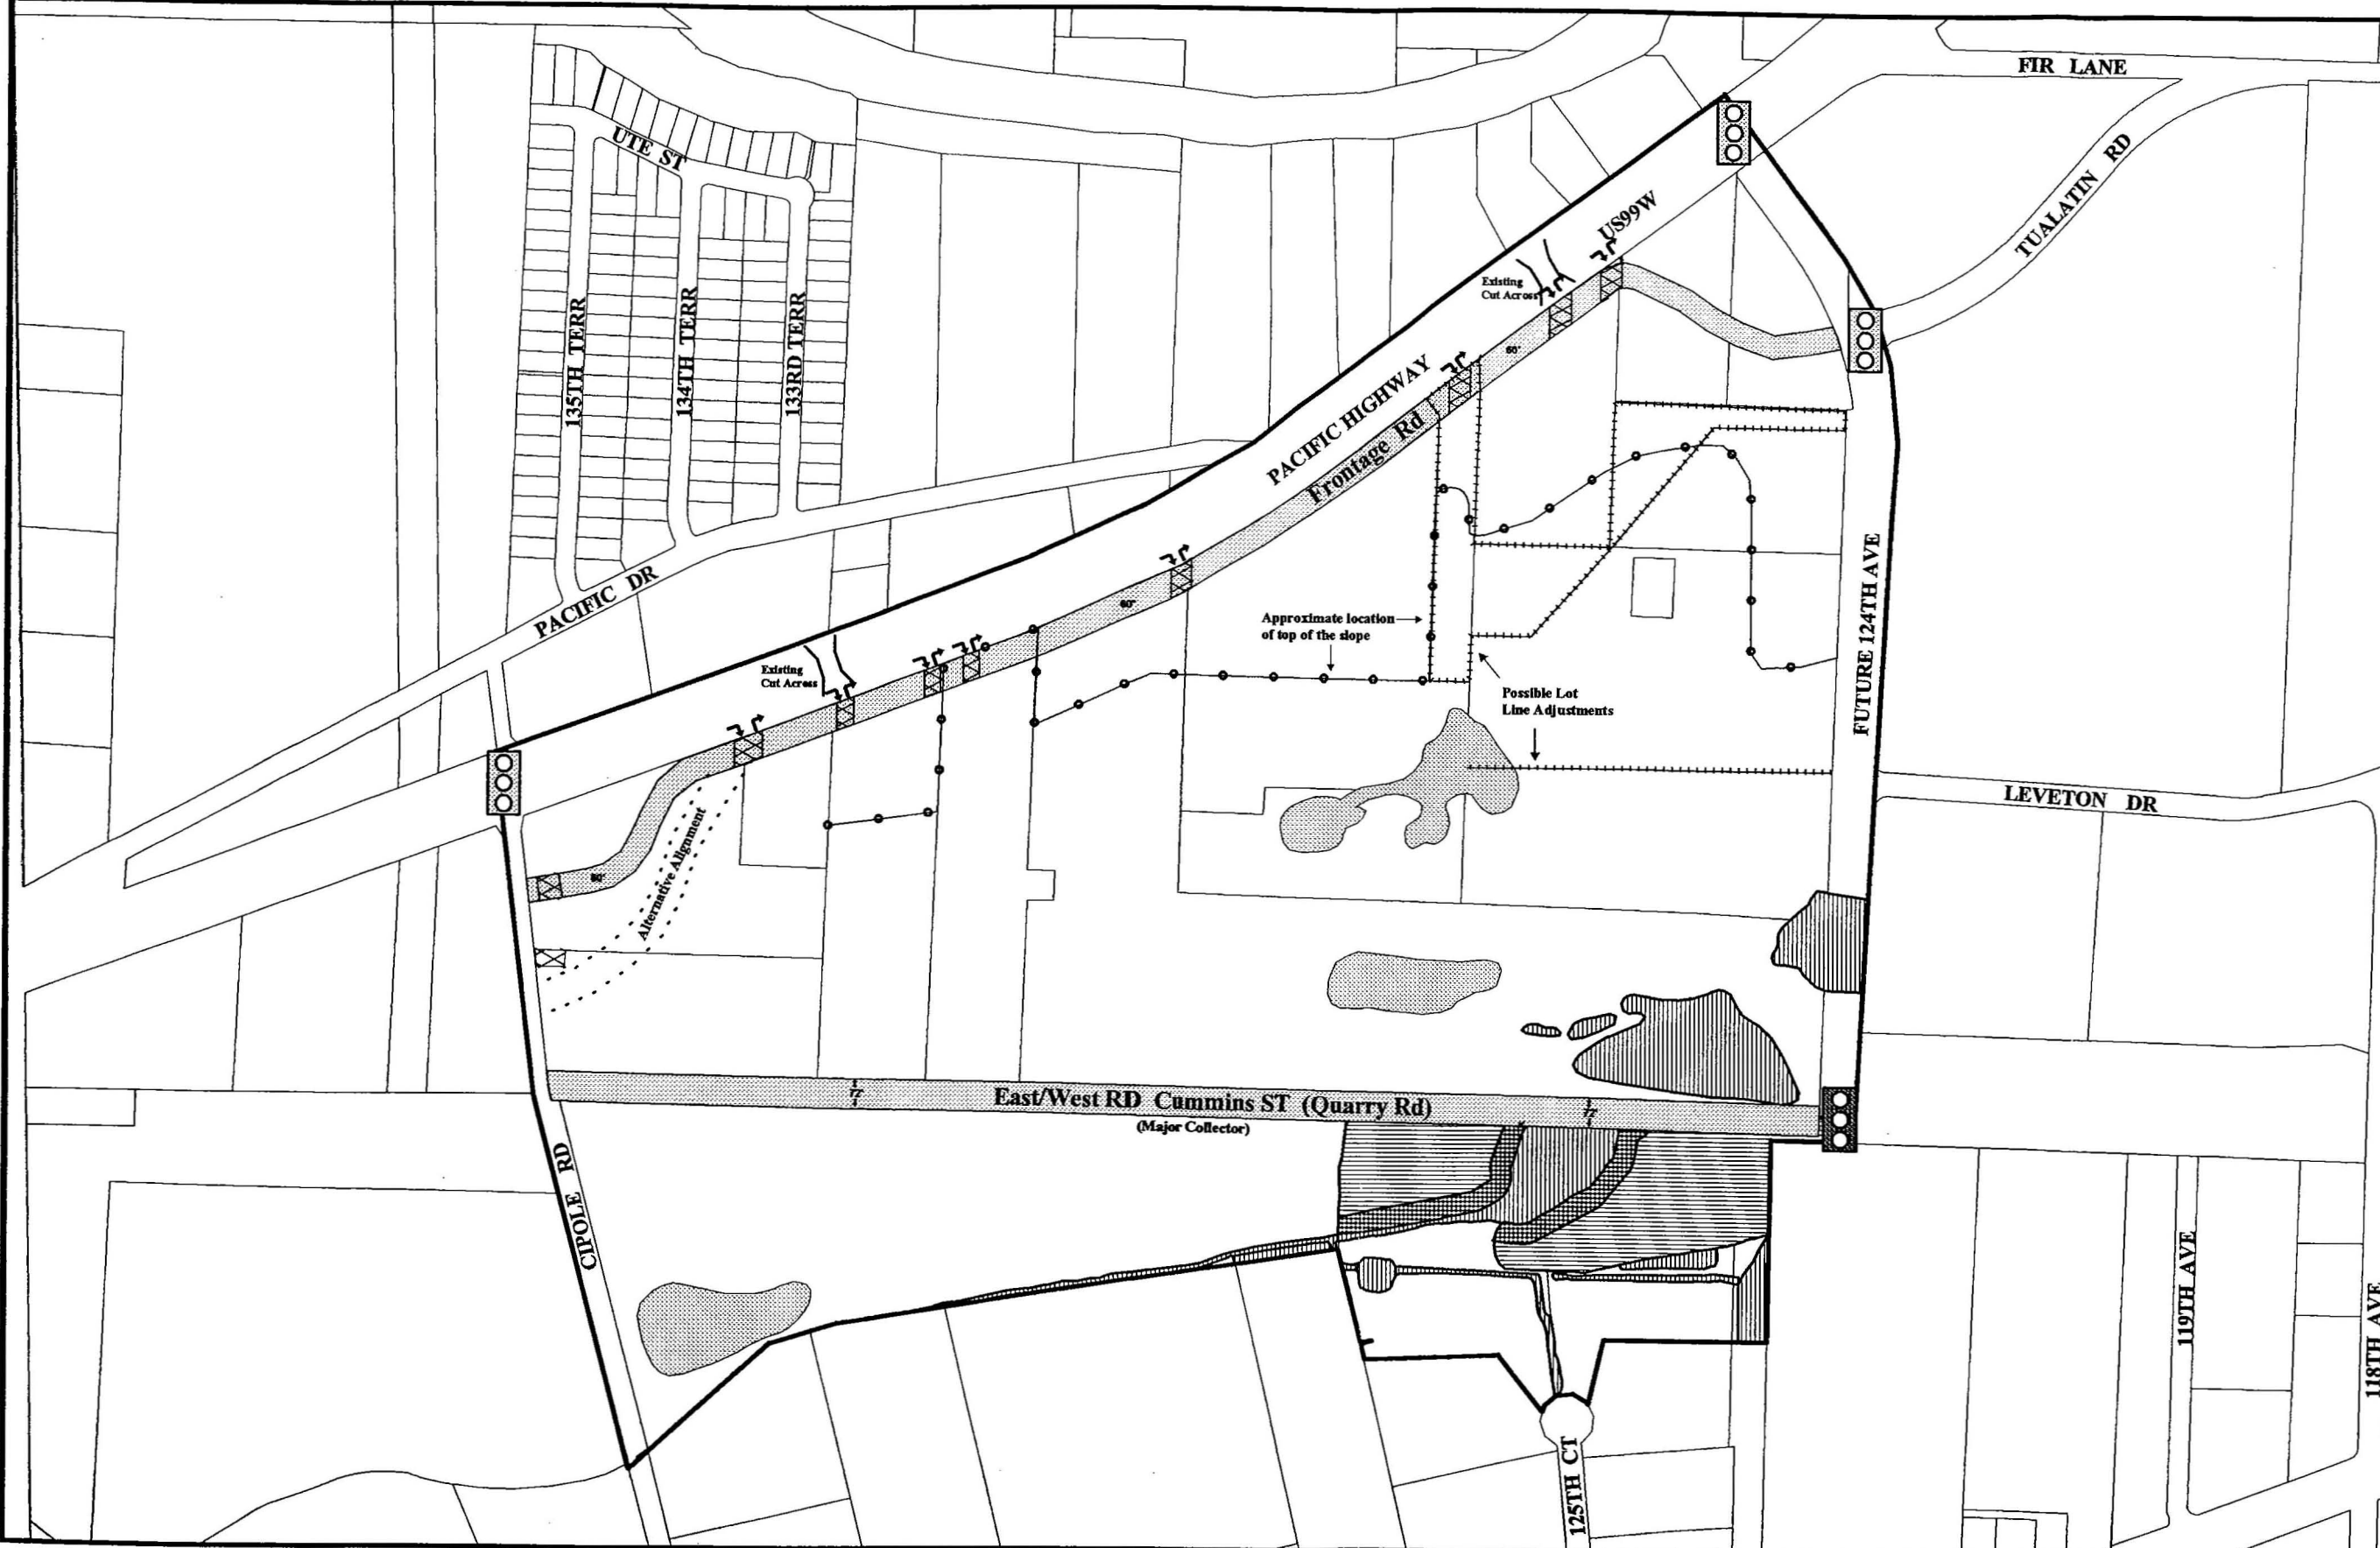 FIR LANE
UTE ST
TUALATIN RD
US99W
Existing
Cut Across
135TH TERR
134TH TERR
133RD TERR
60'
PACIFIC HIGHWAY
Frontage Rd
PACIFIC DR
60'
Approximate location
of top of the slope
FUTURE 124TH AVE
Existing
Cut Across
Possible Lot
Line Adjustments
LEVETON DR
Alternative Alignment
East/West RD Cummins ST (Quarry Rd)
(Major Collector)
72'
72'
CIPOLE RD
119TH AVE
118TH AVE
125TH CT